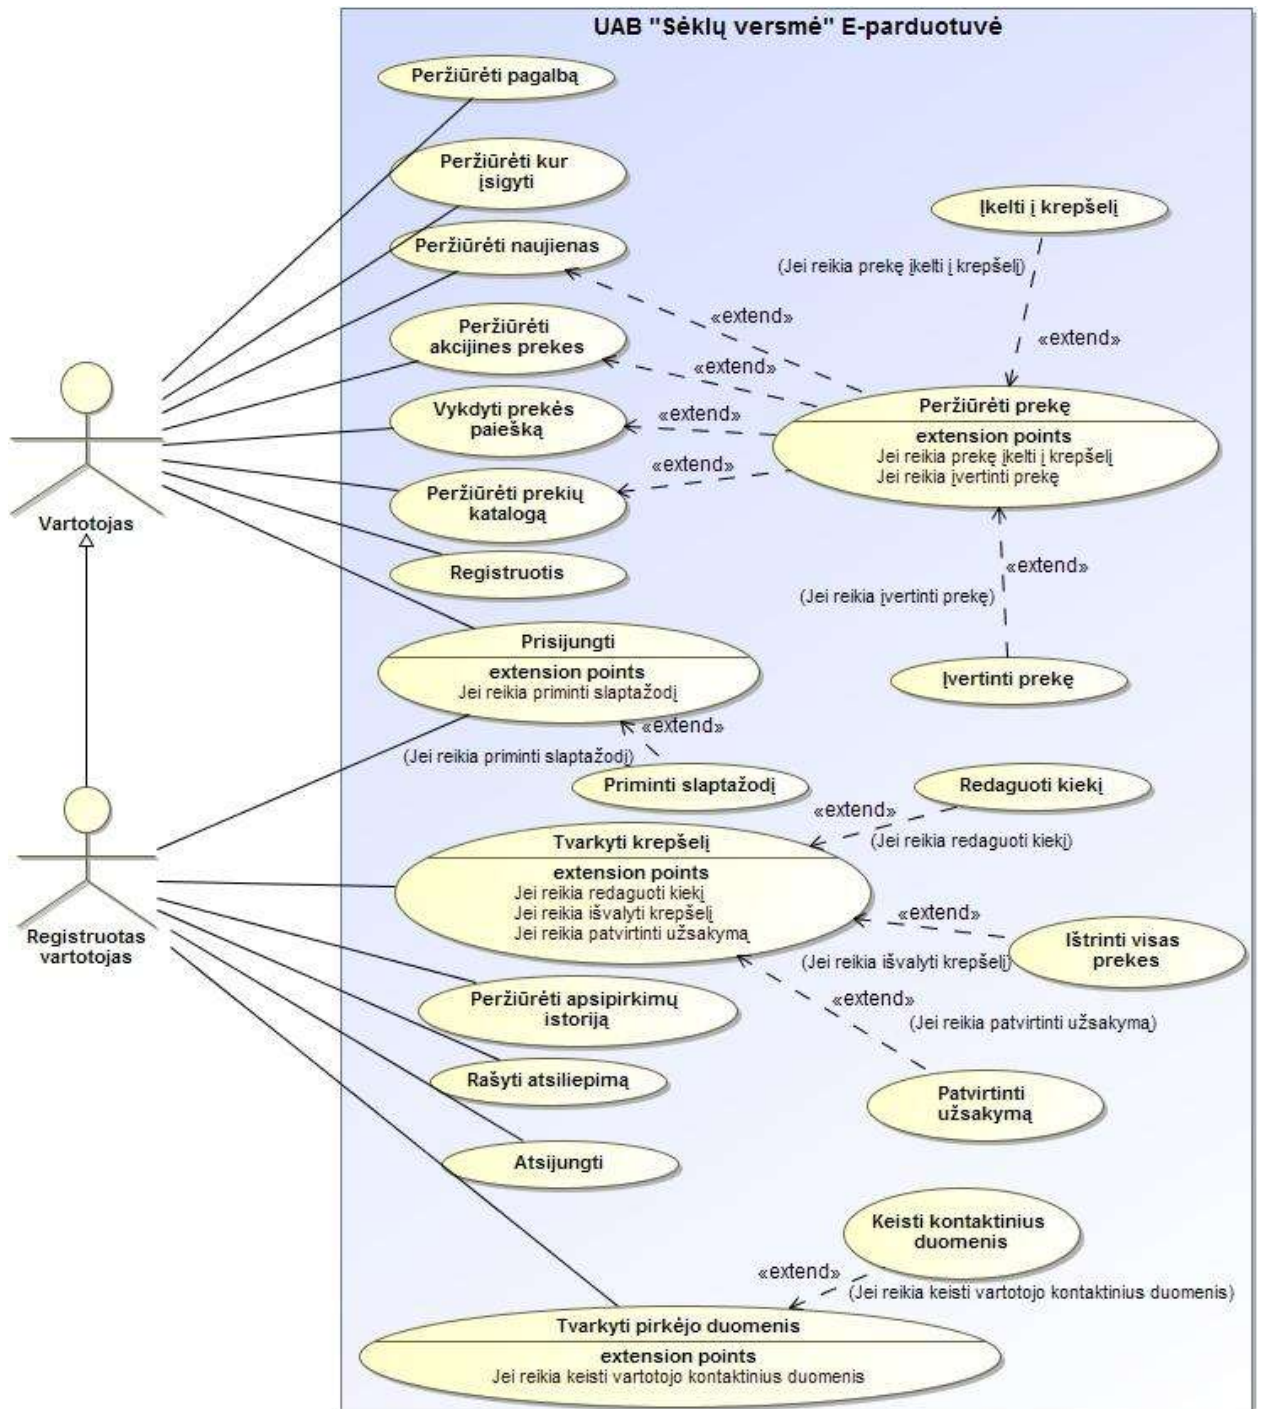 UAB "Sėklų versmė" E-parduotuvė
Peržiūrėti pagalbą
Peržiūrėti kur
įsigyti
Įkelti į krepšelį
Peržiūrėti naujienas
(Jei reikia prekę įkelti į krepšelį)
«extend»
«extend»
Peržiūrėti
akcijines prekes
«extend»
Peržiūrėti prekę
extension points
Jei reikia prekę įkelti į krepšelį
Jei reikia įvertinti prekę
Vykdyti prekės
paiešką
«extend»
«extend»
Peržiūrėti prekių
katalogą
Vartotojas
Registruotis
«extend»
(Jei reikia įvertinti prekę)
Prisijungti
extension points
Jei reikia priminti slaptažodį
Įvertinti prekę
«extend»
(Jei reikia priminti slaptažodį)
Priminti slaptažodį
Redaguoti kiekį
«extend»
(Jei reikia redaguoti kiekį)
Tvarkyti krepšelį
extension points
Jei reikia redaguoti kiekį
Jei reikia išvalyti krepšelį
Jei reikia patvirtinti užsakymą
«extend»
Registruotas
vartotojas
Ištrinti visas
prekes
(Jei reikia išvalyti krepšelį)
«extend»
(Jei reikia patvirtinti užsakymą)
Peržiūrėti apsipirkimų
istoriją
Rašyti atsiliepimą
Patvirtinti
užsakymą
Atsijungti
Keisti kontaktinius
duomenis
«extend»
(Jei reikia keisti vartotojo kontaktinius duomenis)
Tvarkyti pirkėjo duomenis
extension points
Jei reikia keisti vartotojo kontaktinius duomenis